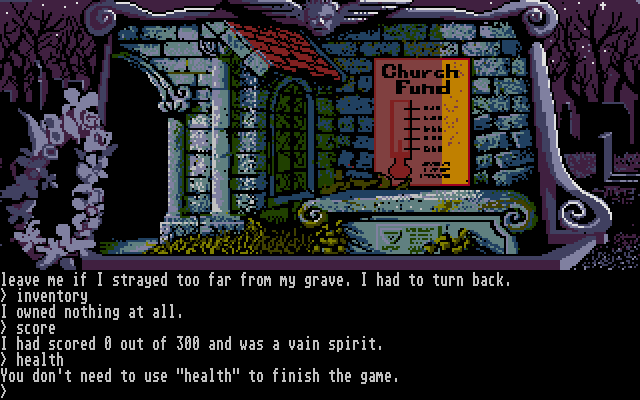 Church
Fund
leave me if I strayed too far from my grave. I had to turn back.
> inventory
I owned nothing at all.
> score
I had scored 0 out of 300 and was a vain spirit.
> health
You don't need to use "health" to finish the game.
>